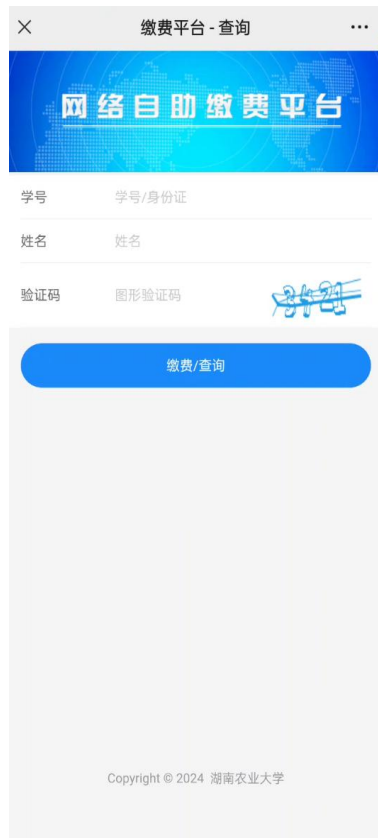 缴费平台 - 查询
网络自助缴费平台
学号 学号/身份证
姓名 姓名
验证码 图形验证码
缴费/查询
Copyright © 2024 湖南农业大学